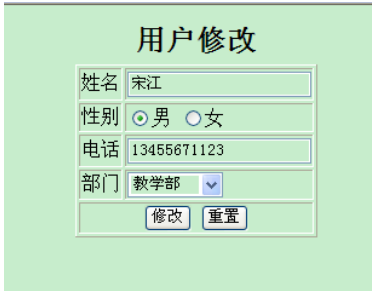 用户修改
姓名 宋江
性别 男 女
电话 13455671123
部门 教学部
修改 重置